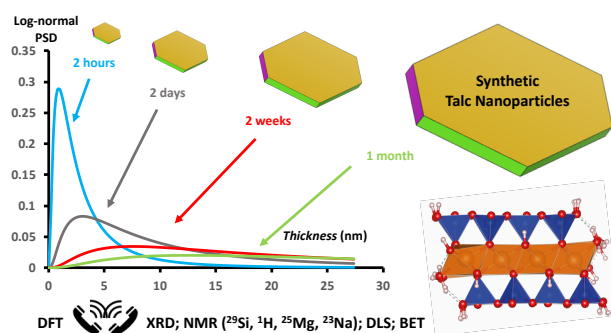 Log-normal
PSD
0.35
0.3
0.25
0.2
0.15
0.1
0.05
0
0
5
10
15
20
25
30
2 hours
2 days
2 weeks
1 month
Thickness (nm)
Synthetic
Talc Nanoparticles
DFT
XRD; NMR (²⁹Si, ¹H, ²⁵Mg, ²³Na); DLS; BET